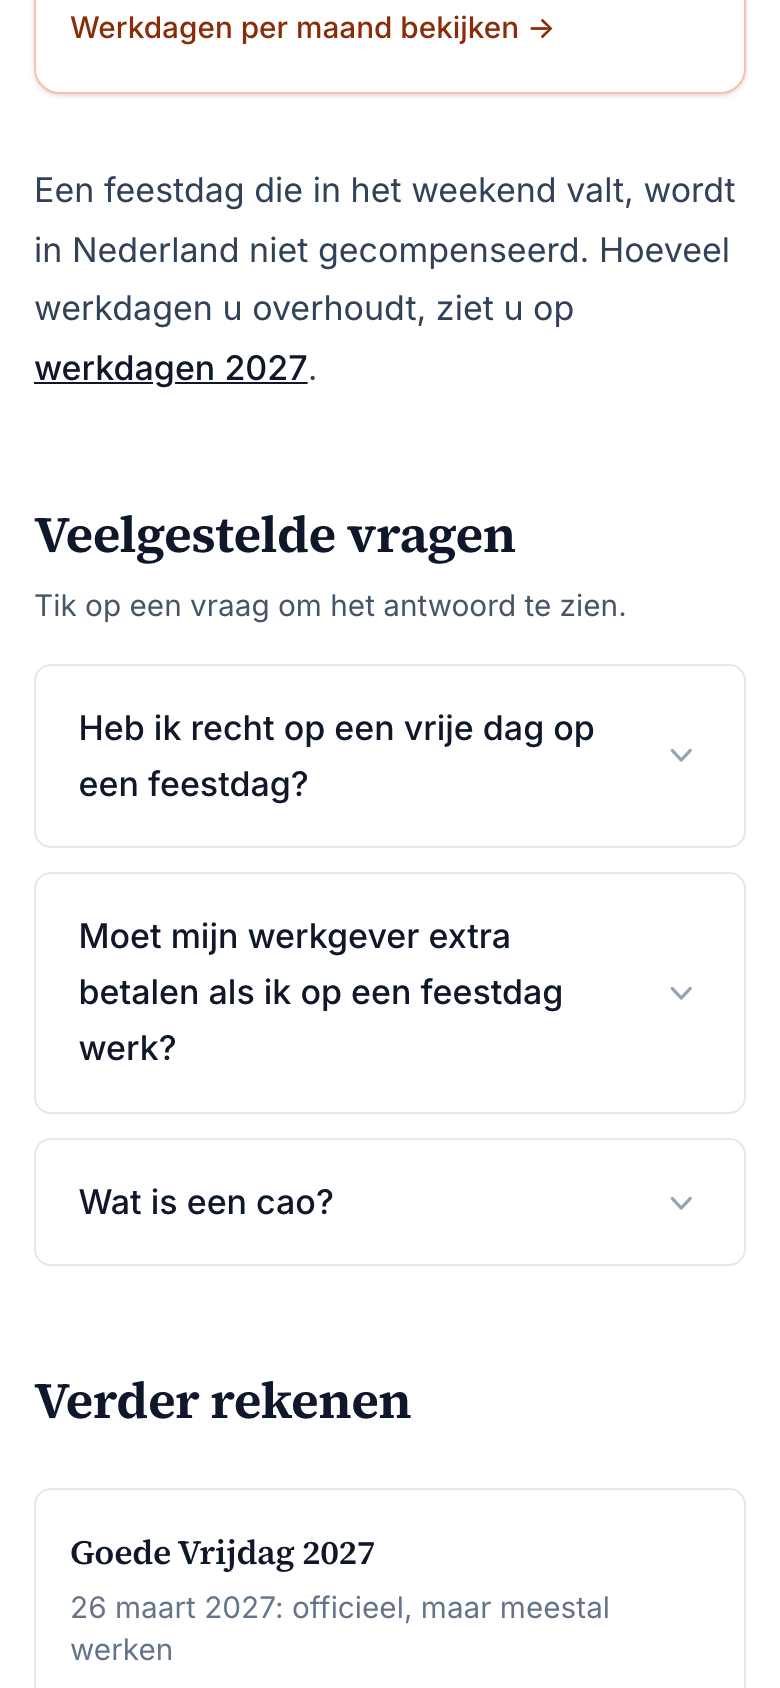 Werkdagen per maand bekijken →
Een feestdag die in het weekend valt, wordt
in Nederland niet gecompenseerd. Hoeveel
werkdagen u overhoudt, ziet u op
werkdagen 2027.
Veelgestelde vragen
Tik op een vraag om het antwoord te zien.
Heb ik recht op een vrije dag op
een feestdag?
Moet mijn werkgever extra
betalen als ik op een feestdag
werk?
Wat is een cao?
Verder rekenen
Goede Vrijdag 2027
26 maart 2027: officieel, maar meestal
werken